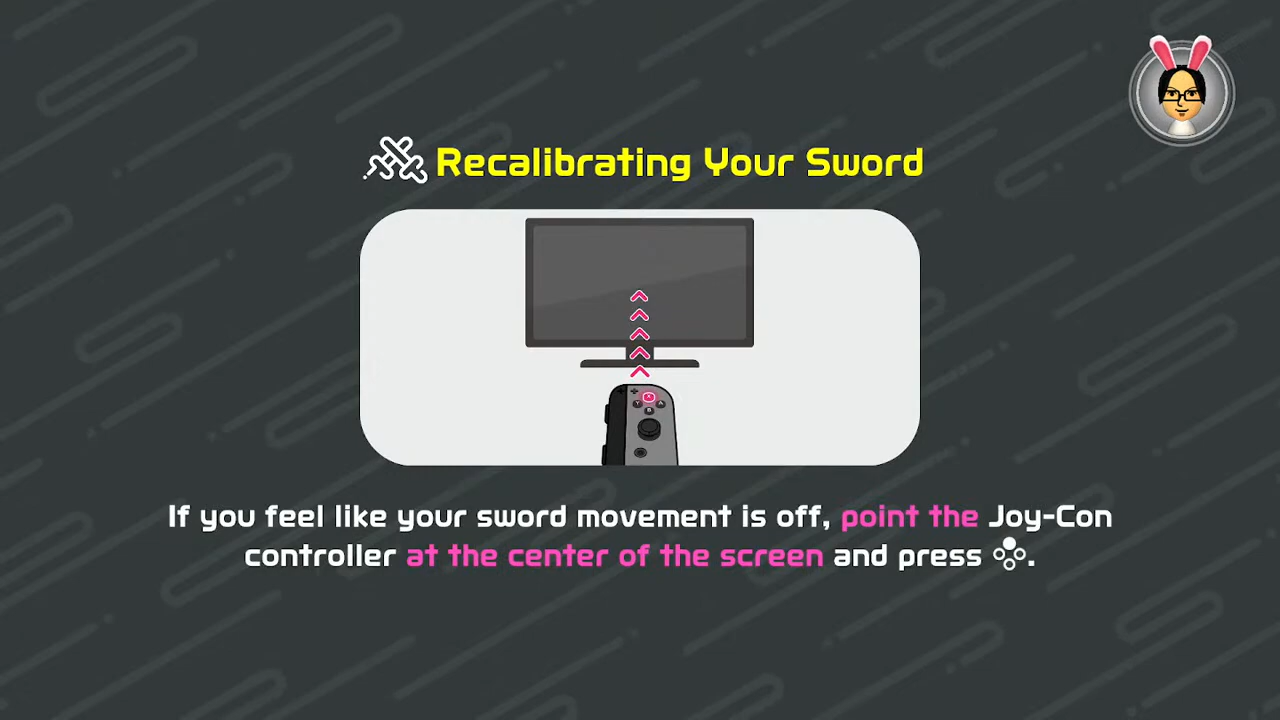 Recalibrating Your Sword
If you feel like your sword movement is off, point the Joy-Con
controller at the center of the screen and press .